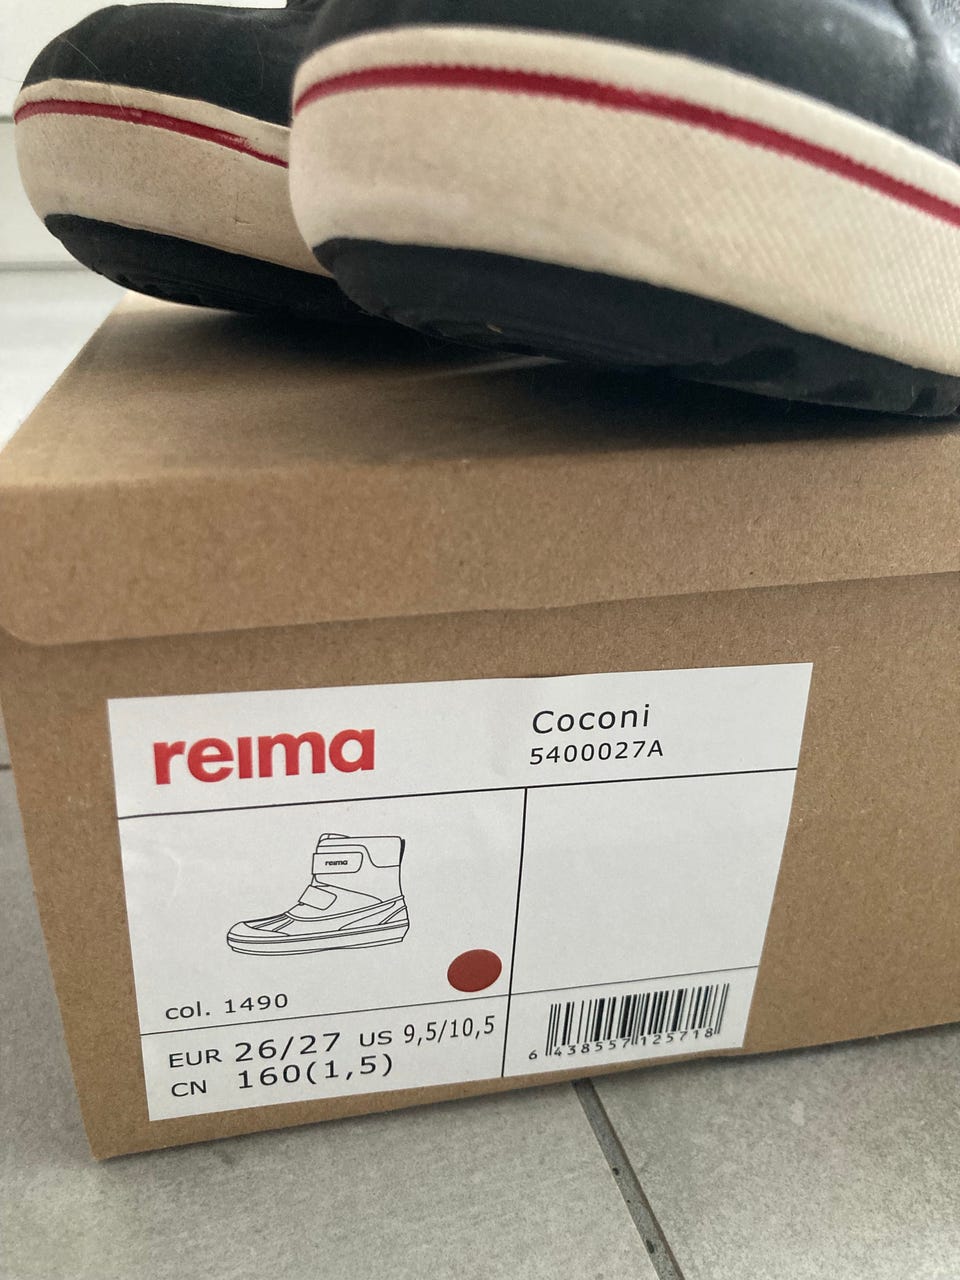 reima
Coconi
5400027A
reima
col. 1490
EUR 26/27 US 9,5/10,5
CN 160(1,5)
6 438557 125718